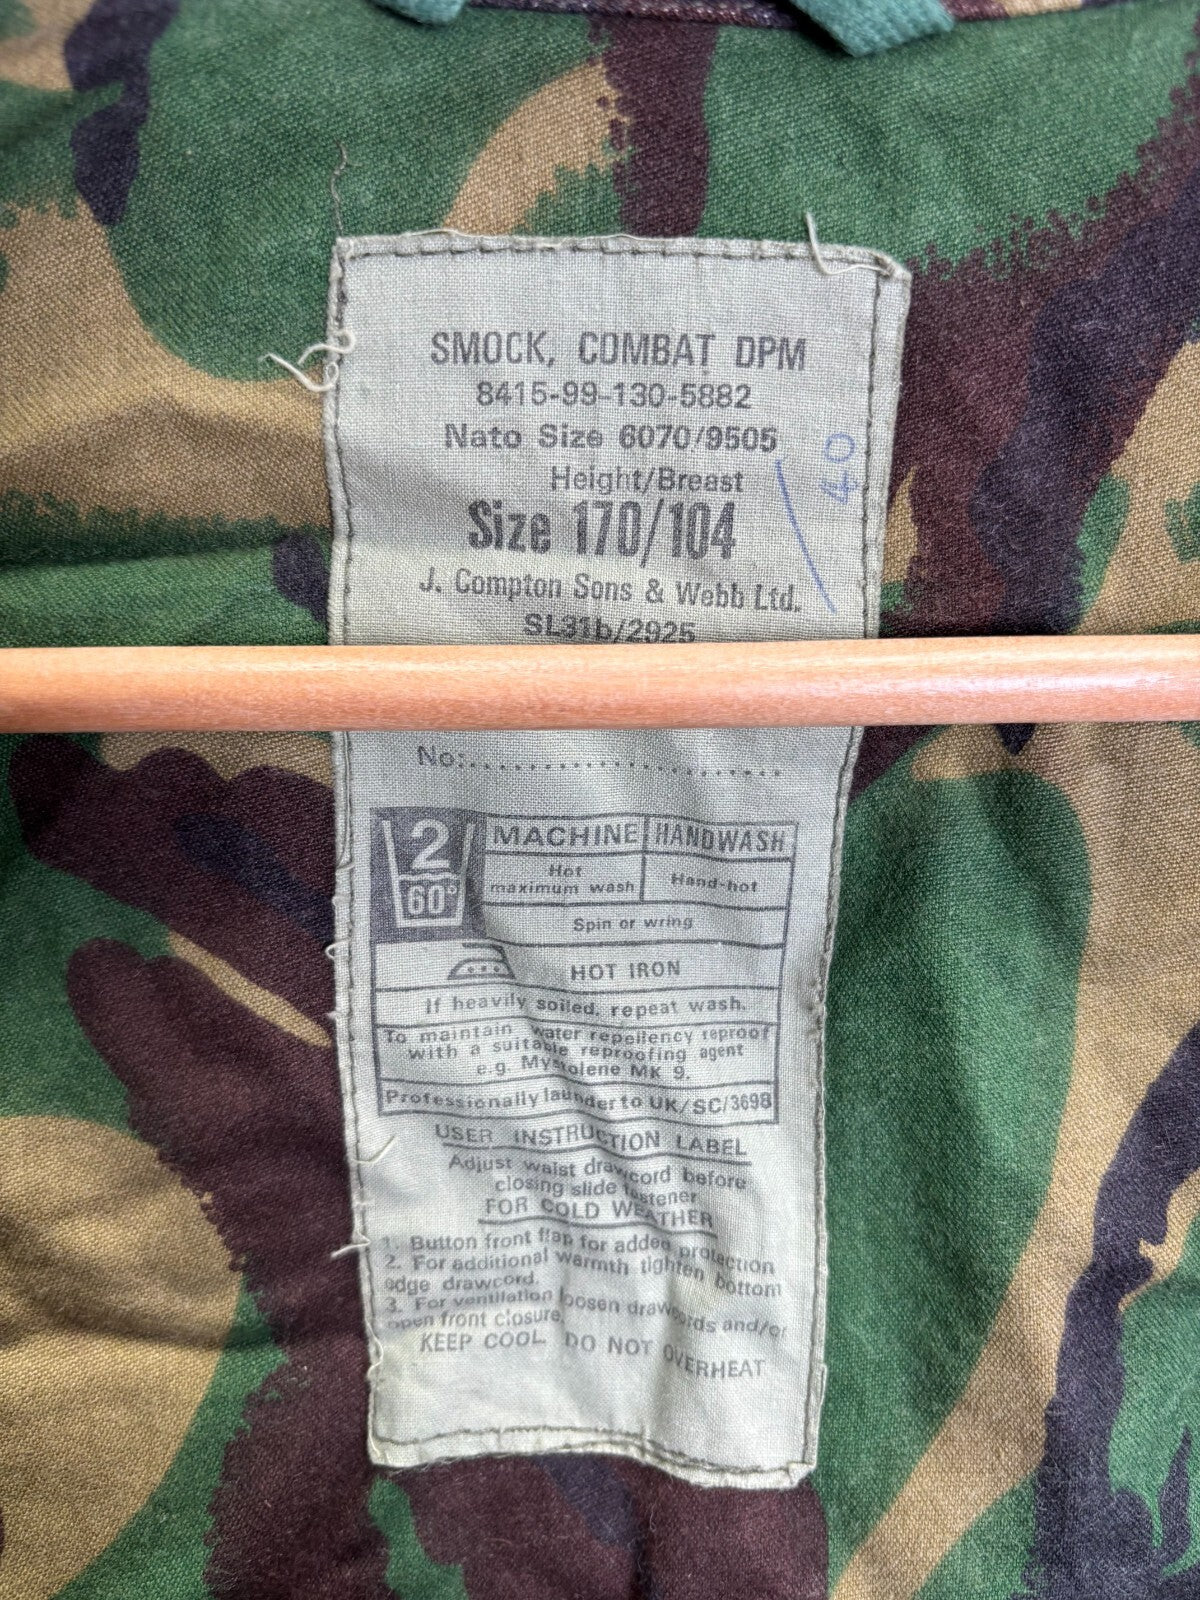 SMOCK, COMBAT DPM
8415-99-130-5882
Nato Size 6070/9505
Height/Breast
Size 170/104
40
J. Compton Sons & Webb Ltd.
SL31b/2925
No:....................
2
60°
MACHINE
HANDWASH
Hot
maximum wash
Hand-hot
Spin or wring
HOT IRON
If heavily soiled, repeat wash.
To maintain water repellency reproof
with a suitable reproofing agent
e.g. Mystolene MK 9.
Professionally launder to UK/SC/3698
USER INSTRUCTION LABEL
Adjust waist drawcord before
closing slide fastener
FOR COLD WEATHER
1. Button front flap for added protection
2. For additional warmth tighten bottom
edge drawcord.
3. For ventilation loosen drawcords and/or
open front closure.
KEEP COOL DO NOT OVERHEAT